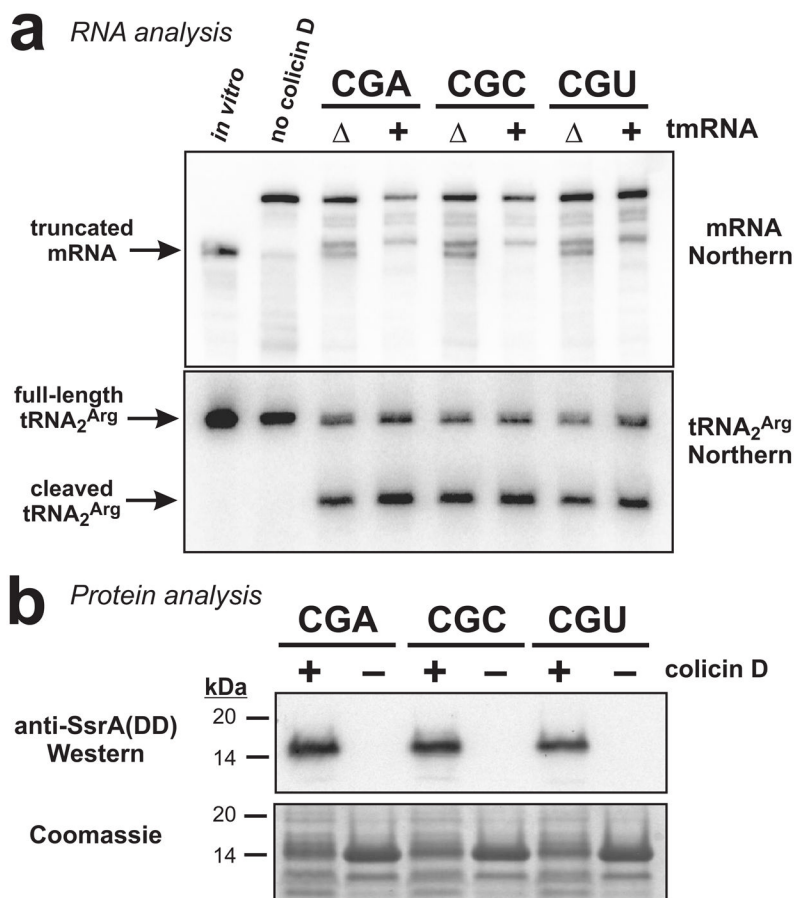 a RNA analysis
in vitro
no colicin D
CGA CGC CGU
Δ + Δ + Δ + tmRNA
truncated
mRNA
mRNA
Northern
full-length
tRNA2Arg
cleaved
tRNA2Arg
tRNA2Arg
Northern
b Protein analysis
CGA CGC CGU
+ − + − + − colicin D
kDa
anti-SsrA(DD)
Western
20
14
Coomassie
20
14